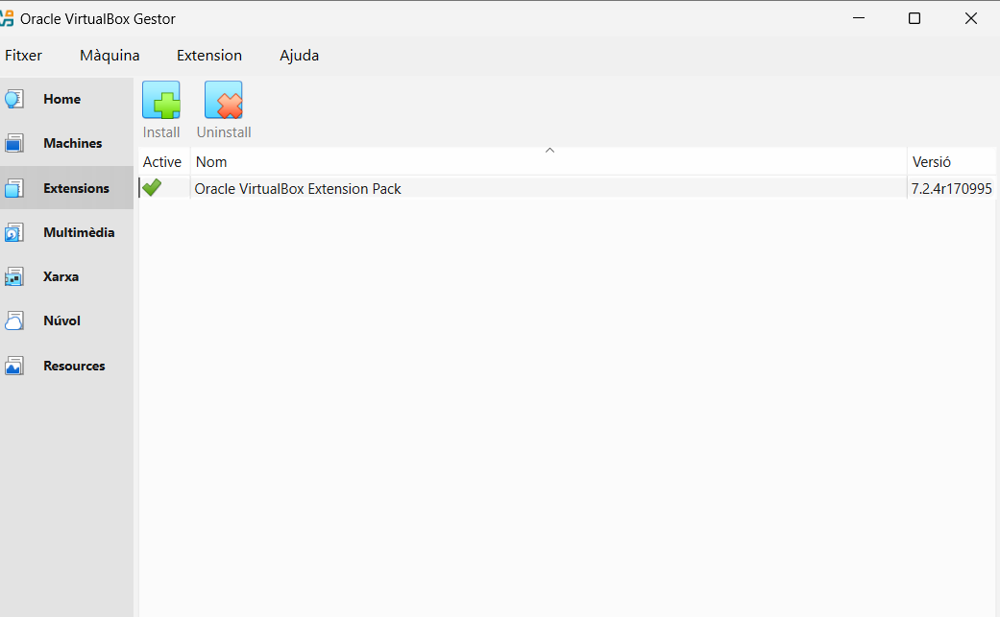 Oracle VirtualBox Gestor
Fitxer Màquina Extension Ajuda
Home
Machines
Extensions
Multimèdia
Xarxa
Núvol
Resources
Install Uninstall
Active Nom Versió
Oracle VirtualBox Extension Pack 7.2.4r170995